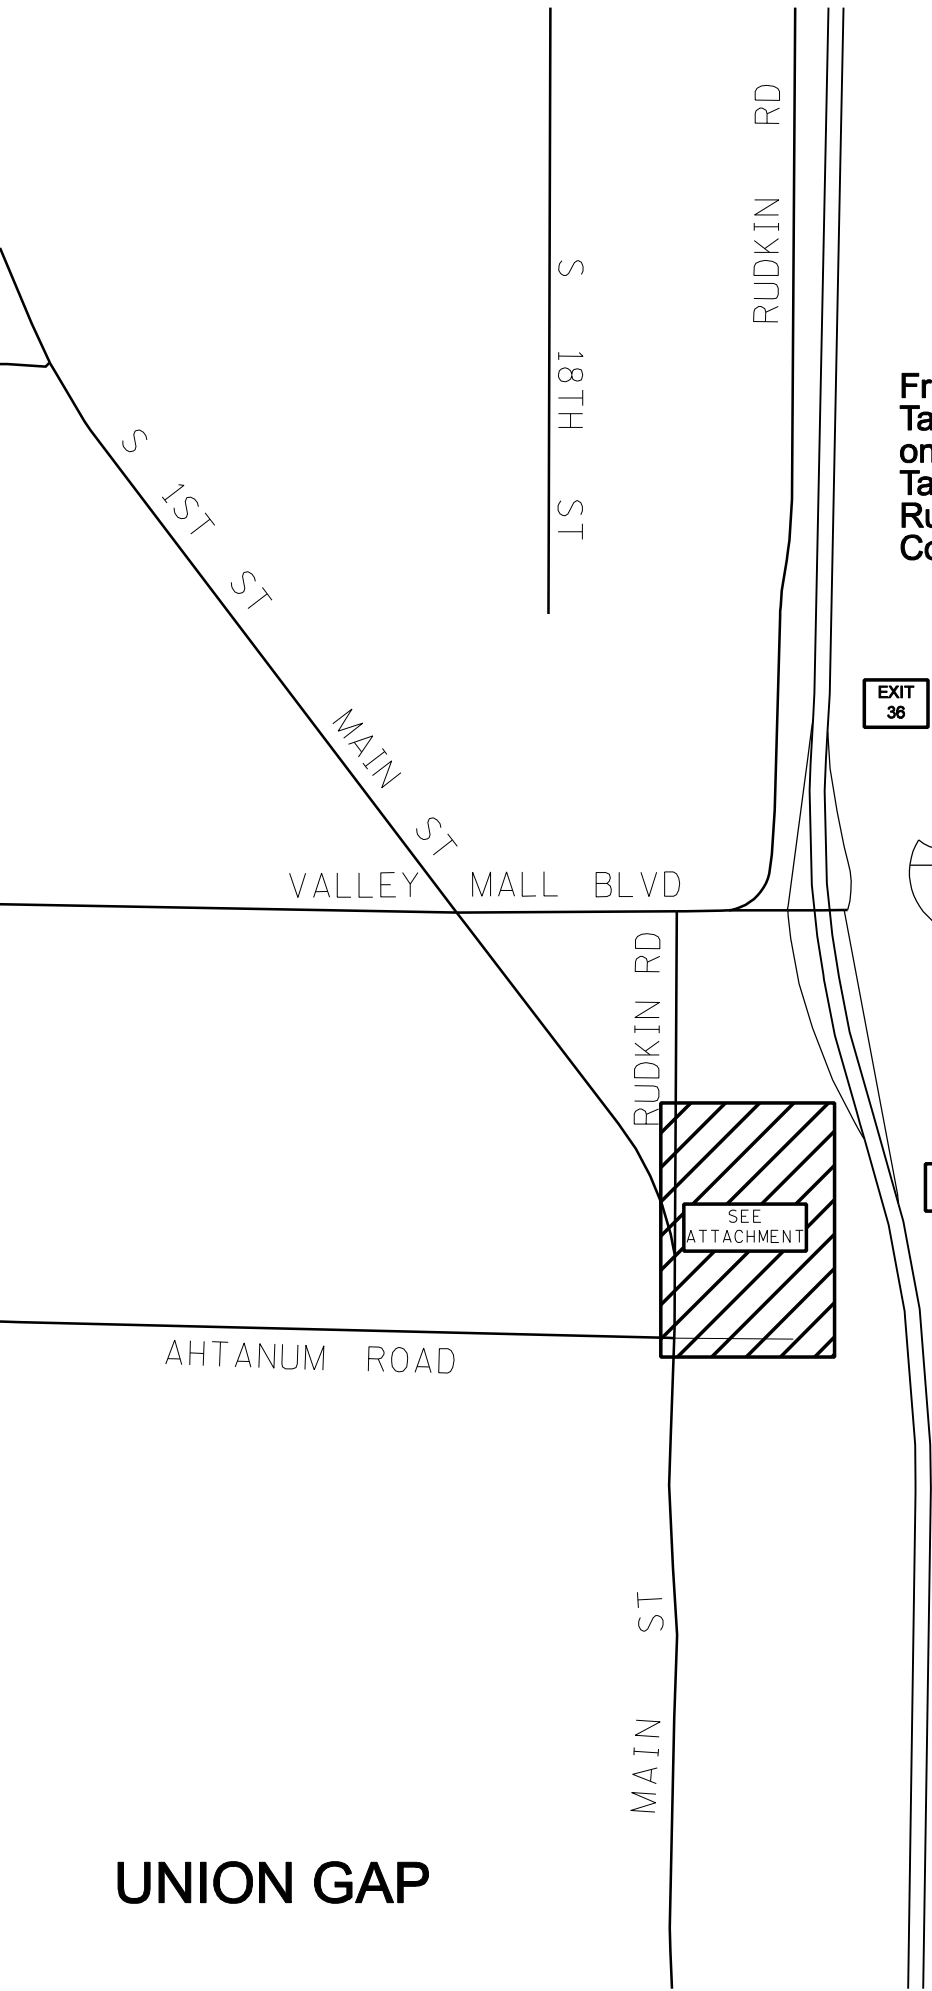 RUDKIN RD
S 18TH ST
S 1ST ST
EXIT
36
MAIN ST
VALLEY MALL BLVD
RUDKIN RD
SEE
ATTACHMENT
AHTANUM ROAD
MAIN ST
UNION GAP